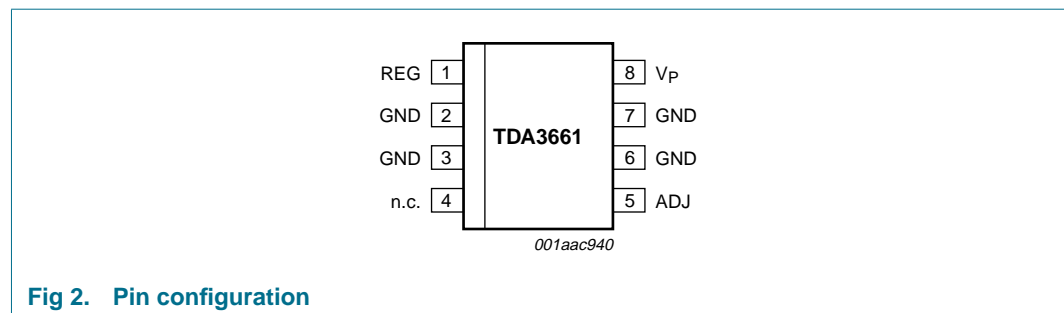 REG 1 8 VP
GND 2 7 GND
TDA3661
GND 3 6 GND
n.c. 4 5 ADJ
001aac940
Fig 2. Pin configuration